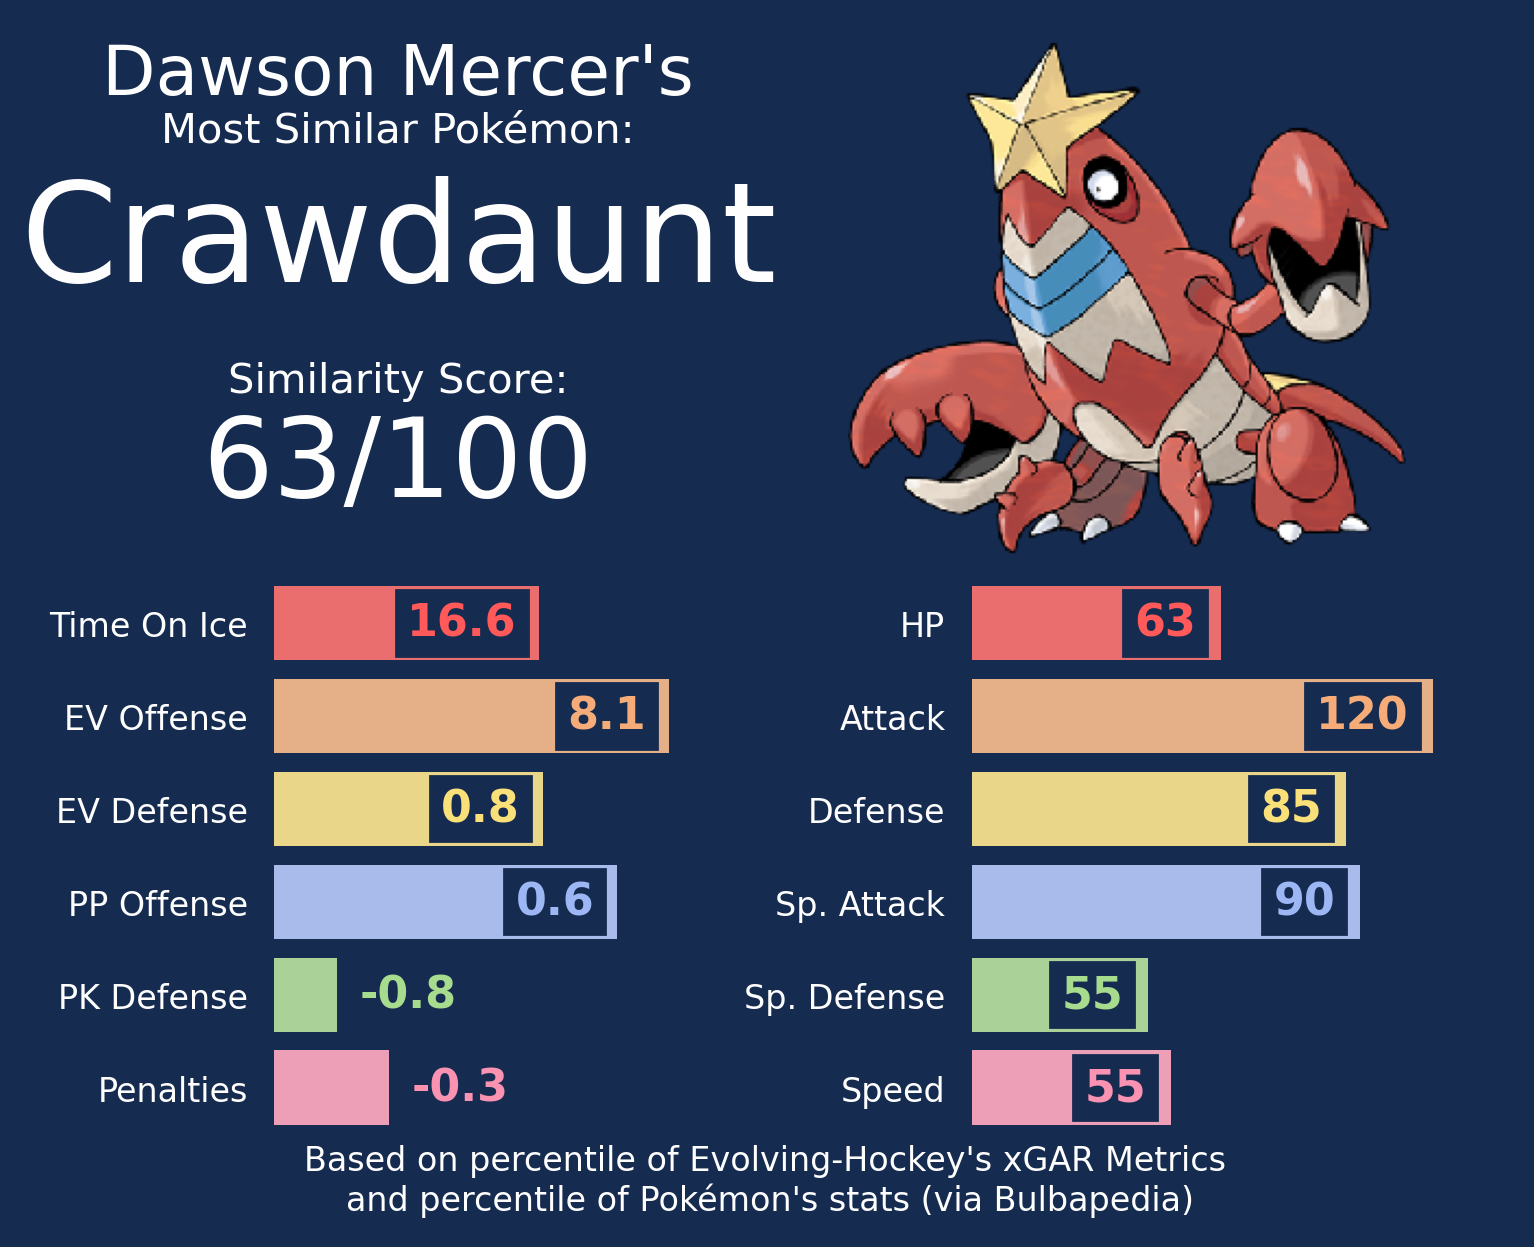 Dawson Mercer's
Most Similar Pokémon:
Crawdaunt
Similarity Score:
63/100
Time On Ice 16.6
EV Offense 8.1
EV Defense 0.8
PP Offense 0.6
PK Defense -0.8
Penalties -0.3
HP 63
Attack 120
Defense 85
Sp. Attack 90
Sp. Defense 55
Speed 55
Based on percentile of Evolving-Hockey's xGAR Metrics
and percentile of Pokémon's stats (via Bulbapedia)